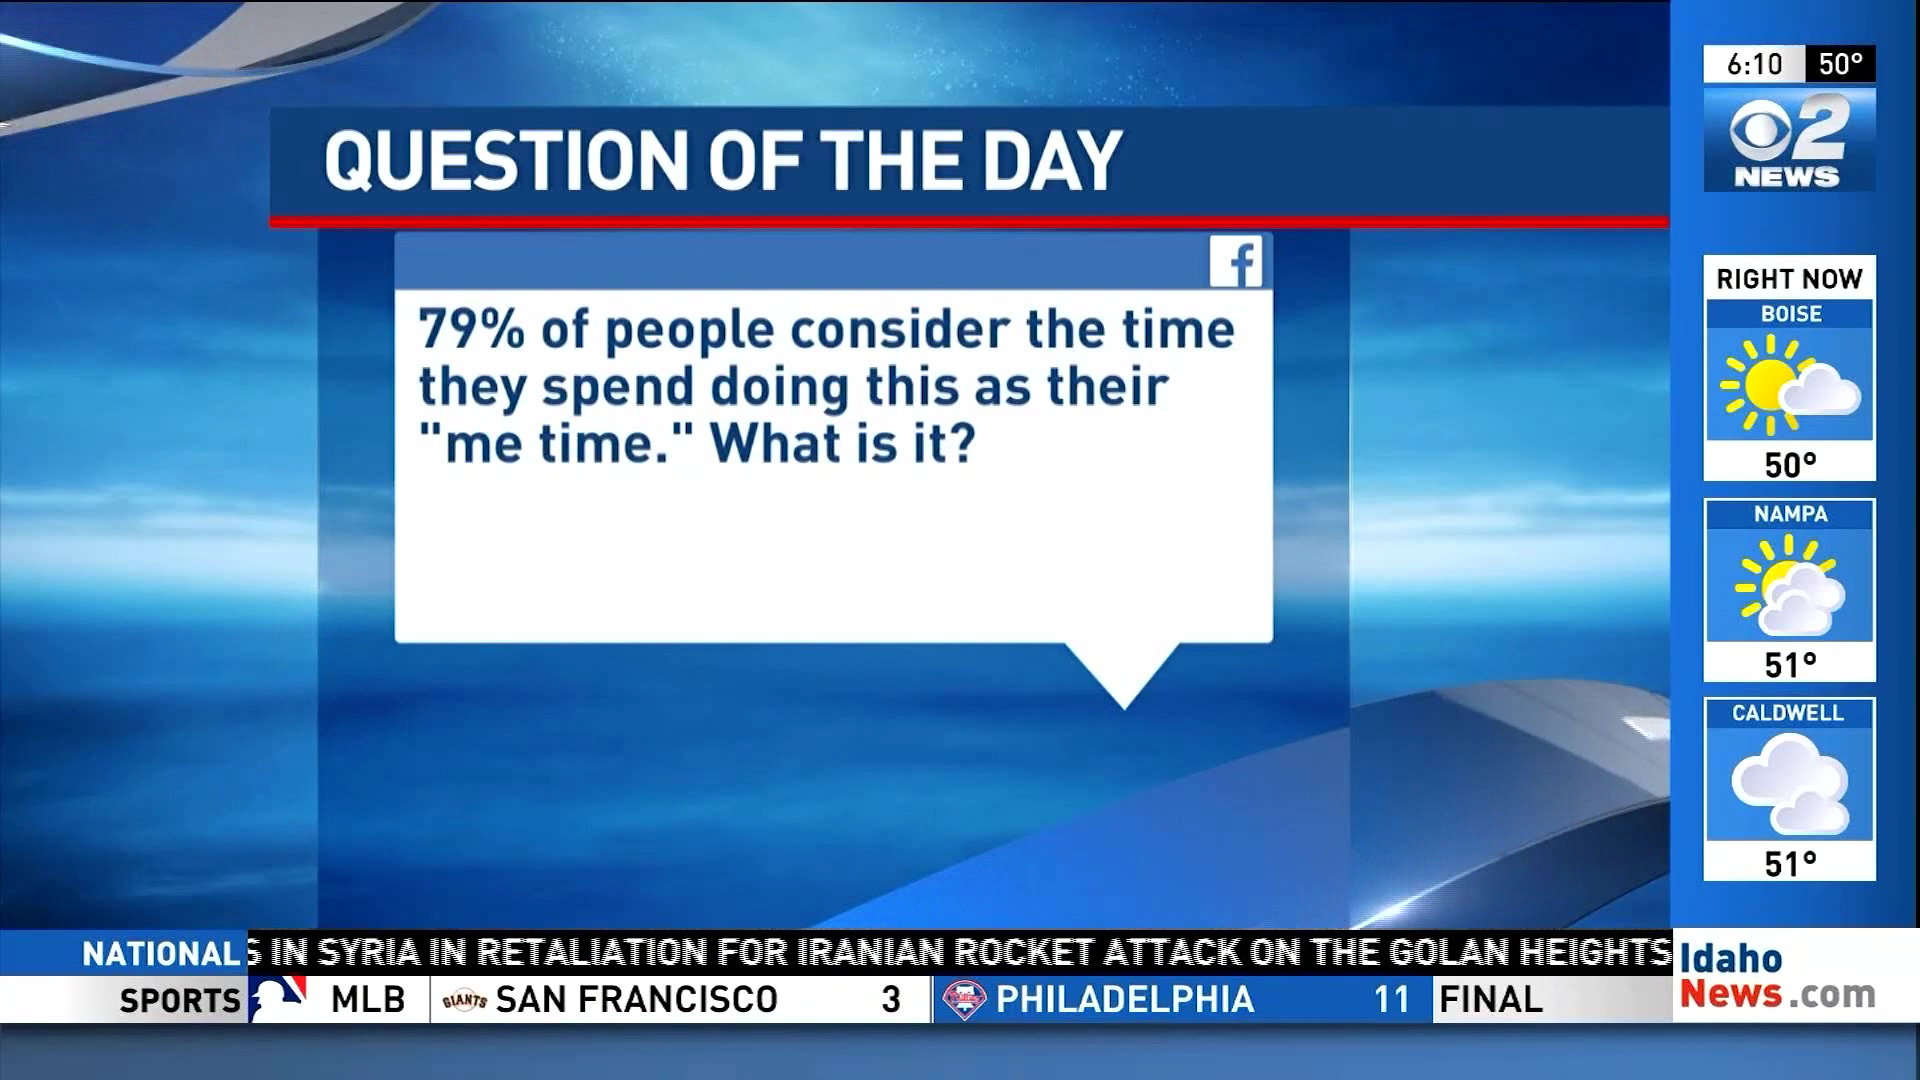 QUESTION OF THE DAY
79% of people consider the time
they spend doing this as their
"me time." What is it?
6:10 50°
2
NEWS
RIGHT NOW
BOISE
50°
NAMPA
51°
CALDWELL
51°
NATIONAL
IN SYRIA IN RETALIATION FOR IRANIAN ROCKET ATTACK ON THE GOLAN HEIGHTS
SPORTS MLB GIANTS SAN FRANCISCO 3 PHILADELPHIA 11 FINAL
Idaho
News.com